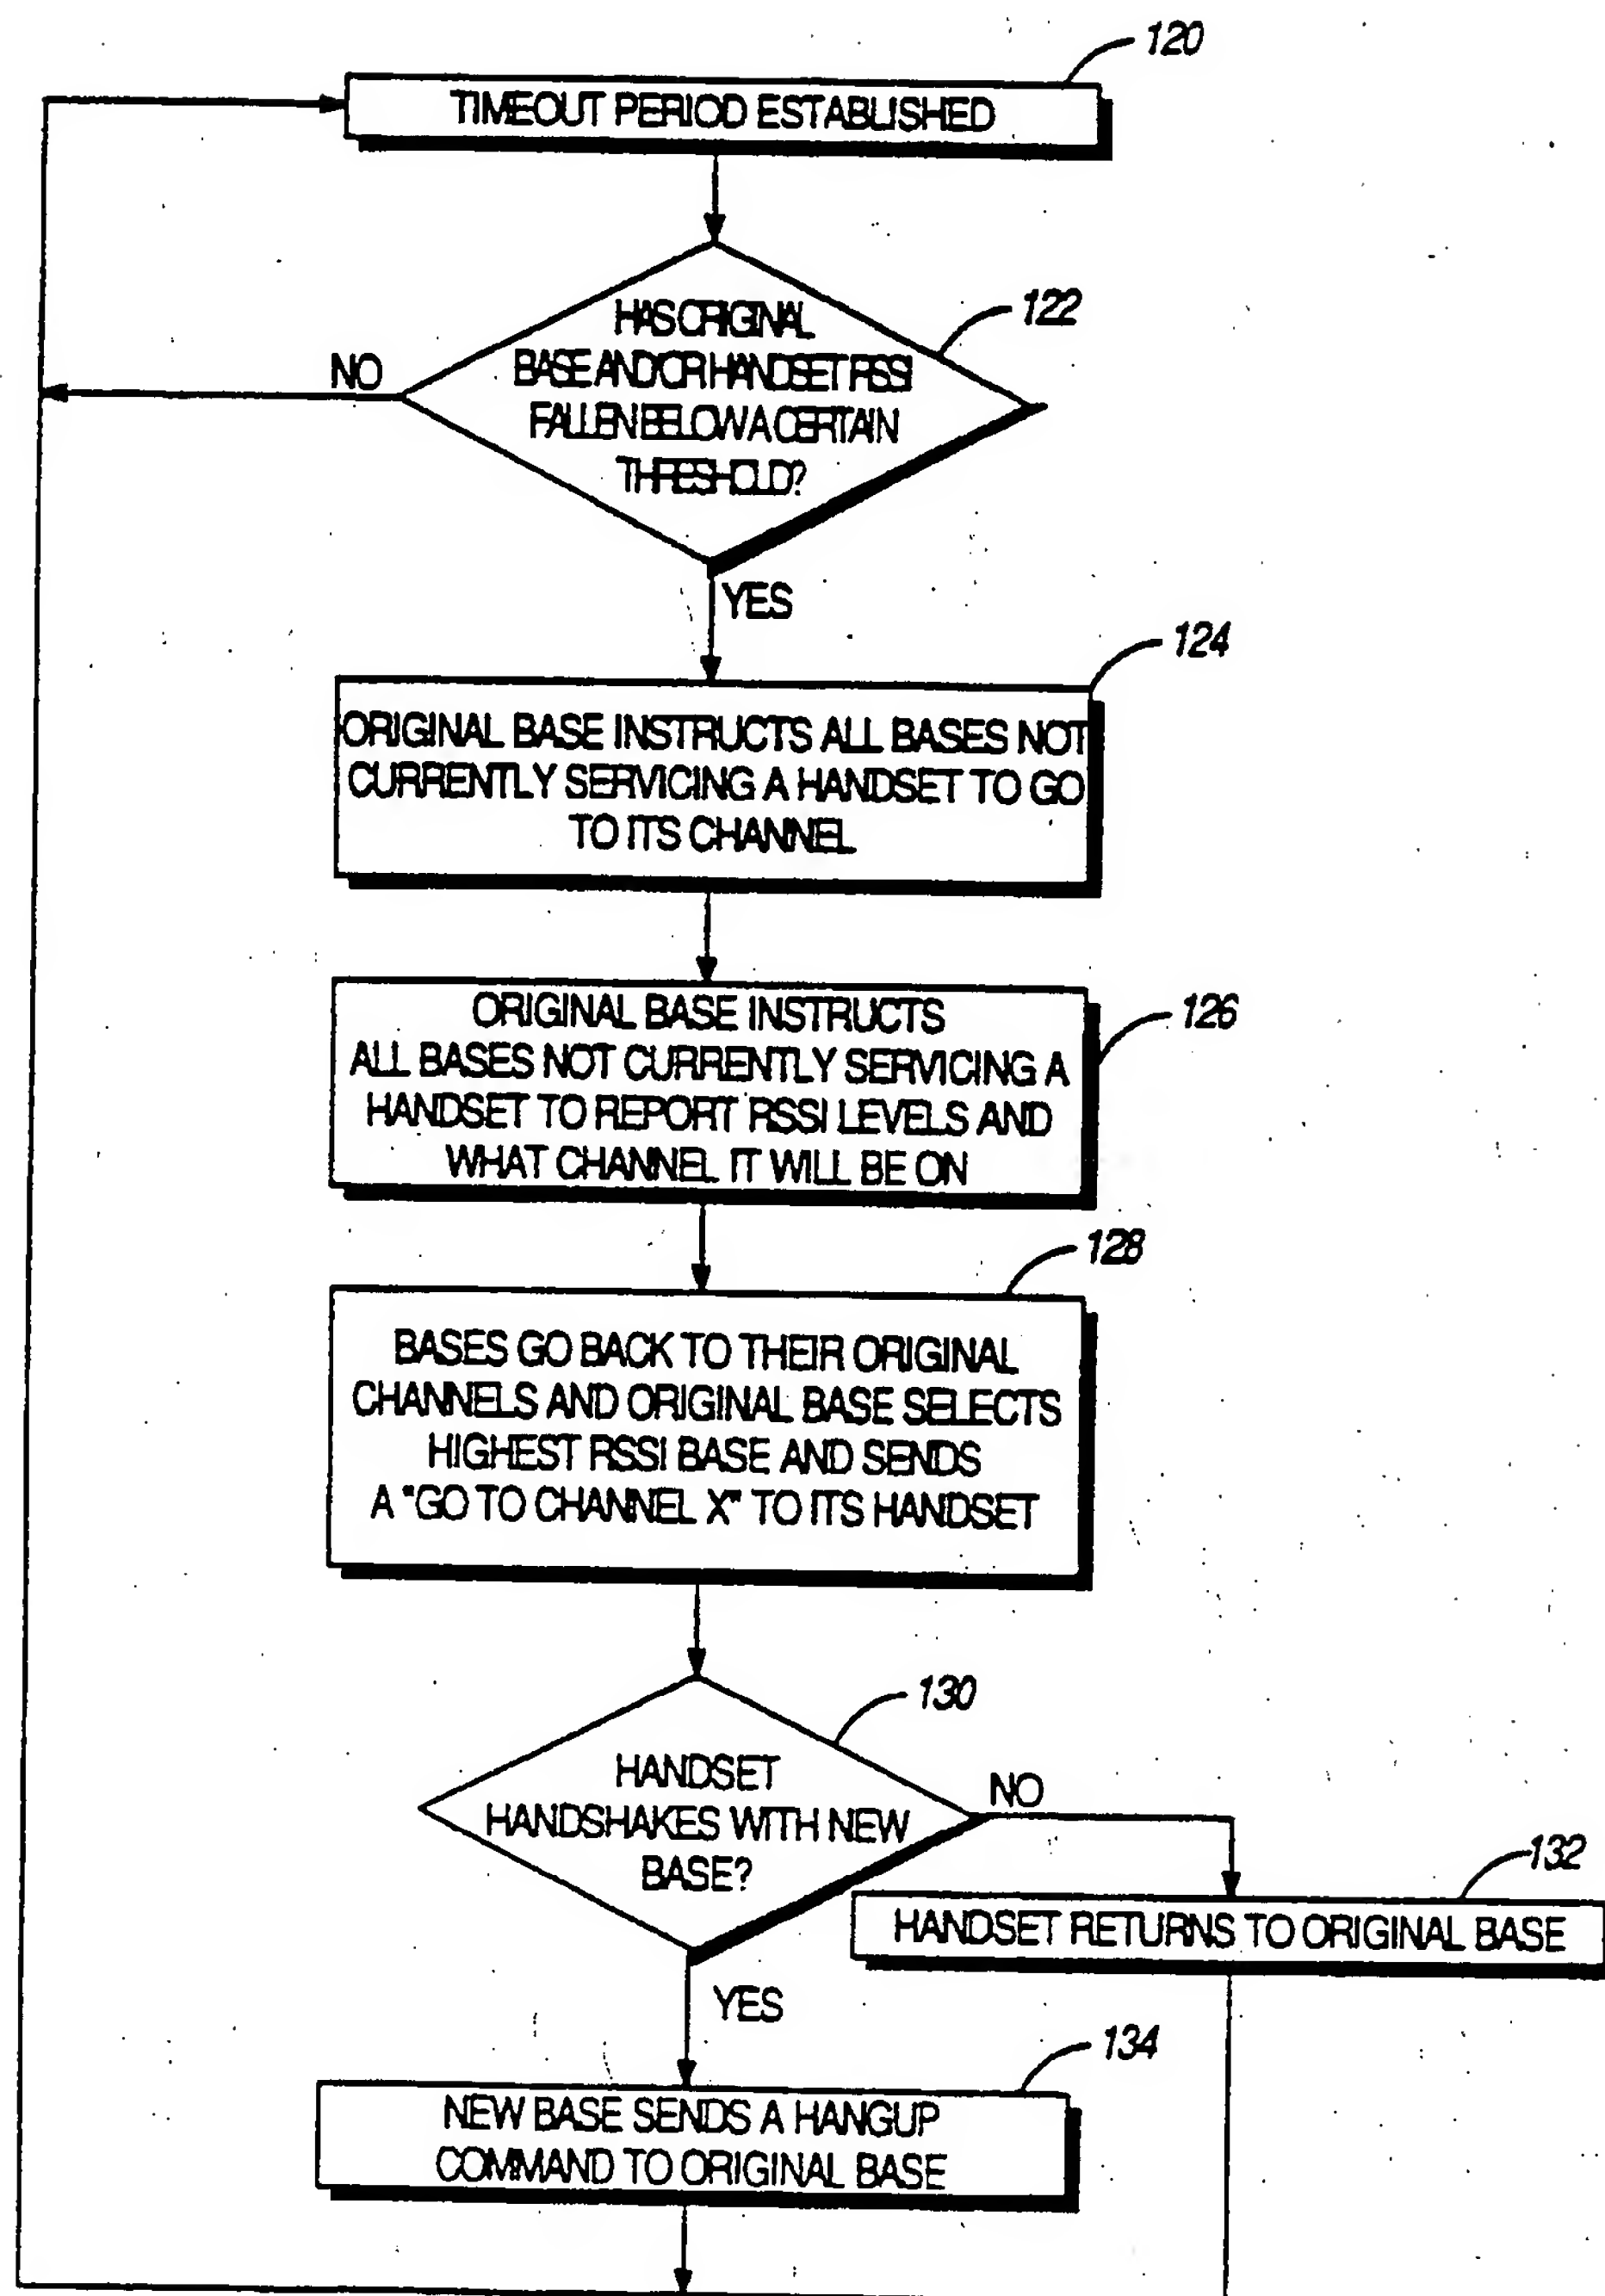 120
TIMEOUT PERIOD ESTABLISHED
122
HAS ORIGINAL
BASE AND/OR HANDSET RSSI
FALLEN BELOW A CERTAIN
THRESHOLD?
NO
YES
124
ORIGINAL BASE INSTRUCTS ALL BASES NOT
CURRENTLY SERVICING A HANDSET TO GO
TO ITS CHANNEL
126
ORIGINAL BASE INSTRUCTS
ALL BASES NOT CURRENTLY SERVICING A
HANDSET TO REPORT RSSI LEVELS AND
WHAT CHANNEL IT WILL BE ON
128
BASES GO BACK TO THEIR ORIGINAL
CHANNELS AND ORIGINAL BASE SELECTS
HIGHEST RSSI BASE AND SENDS
A "GO TO CHANNEL X" TO ITS HANDSET
130
HANDSET
HANDSHAKES WITH NEW
BASE?
NO
132
HANDSET RETURNS TO ORIGINAL BASE
YES
134
NEW BASE SENDS A HANGUP
COMMAND TO ORIGINAL BASE